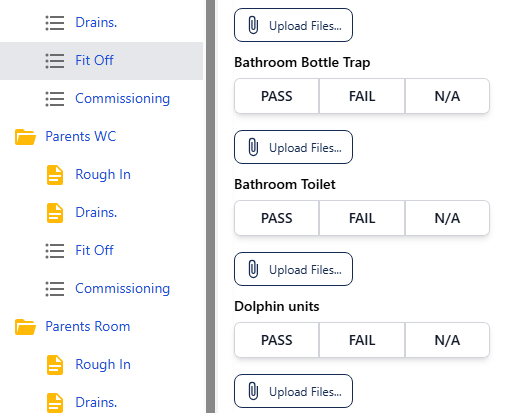 Drains.
Fit Off
Commissioning
Parents WC
Rough In
Drains.
Fit Off
Commissioning
Parents Room
Rough In
Drains.
Upload Files...
Bathroom Bottle Trap
PASS FAIL N/A
Upload Files...
Bathroom Toilet
PASS FAIL N/A
Upload Files...
Dolphin units
PASS FAIL N/A
Upload Files...